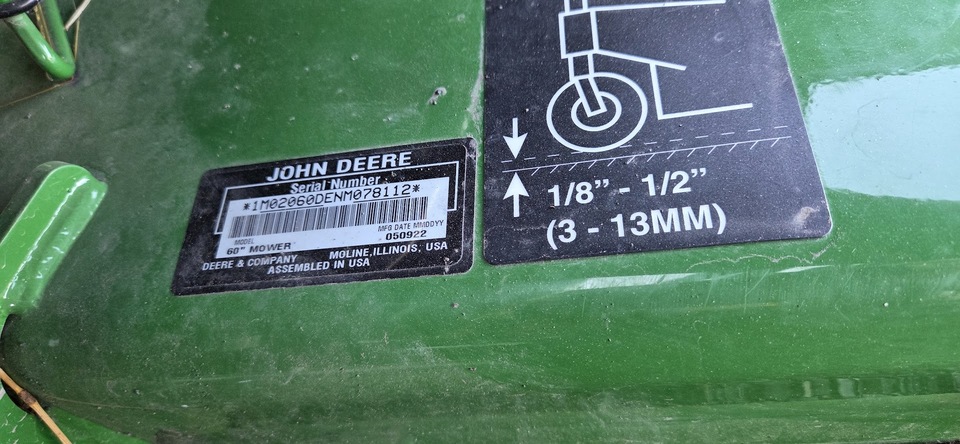 JOHN DEERE
Serial Number
*1M02060DENM078112*
MODEL MFG DATE MMDDYY
60" MOWER 050922
DEERE & COMPANY MOLINE,ILLINOIS, USA
ASSEMBLED IN USA
1/8” - 1/2”
(3 - 13MM)